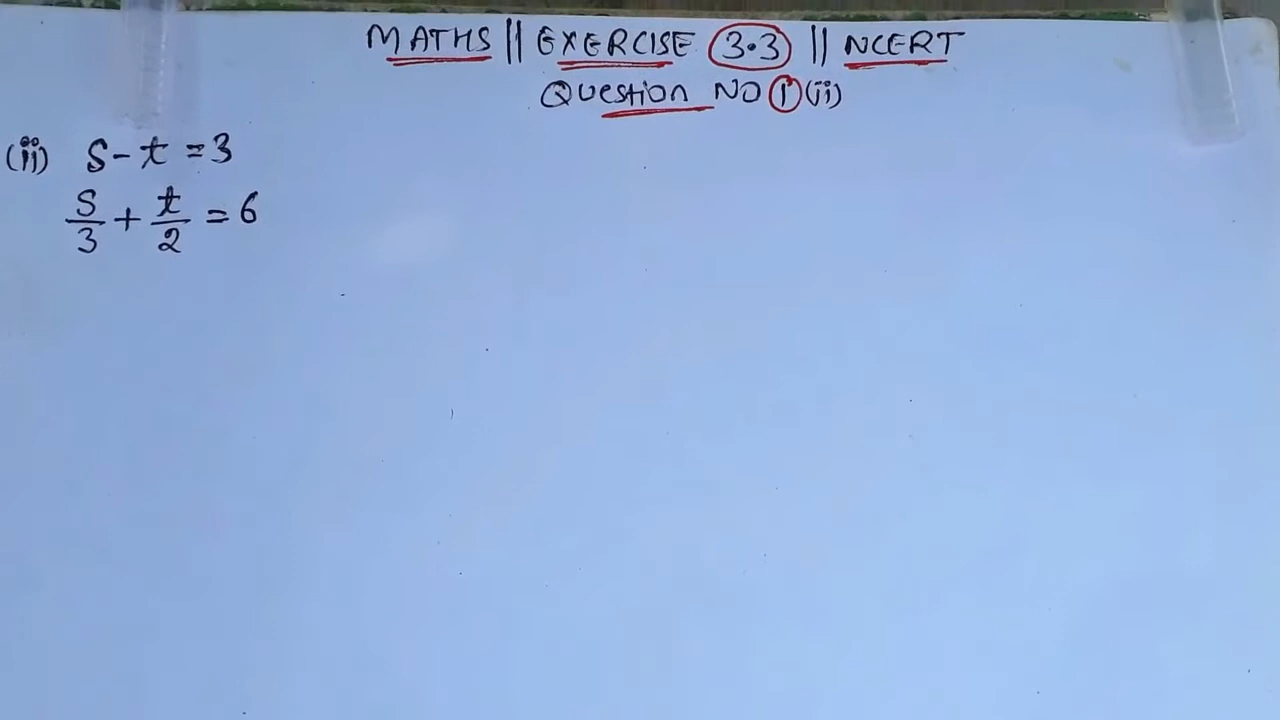 MATHS || EXERCISE 3.3 || NCERT
QUESTION NO 1 (ii)
(ii) S - t = 3
S/3 + t/2 = 6